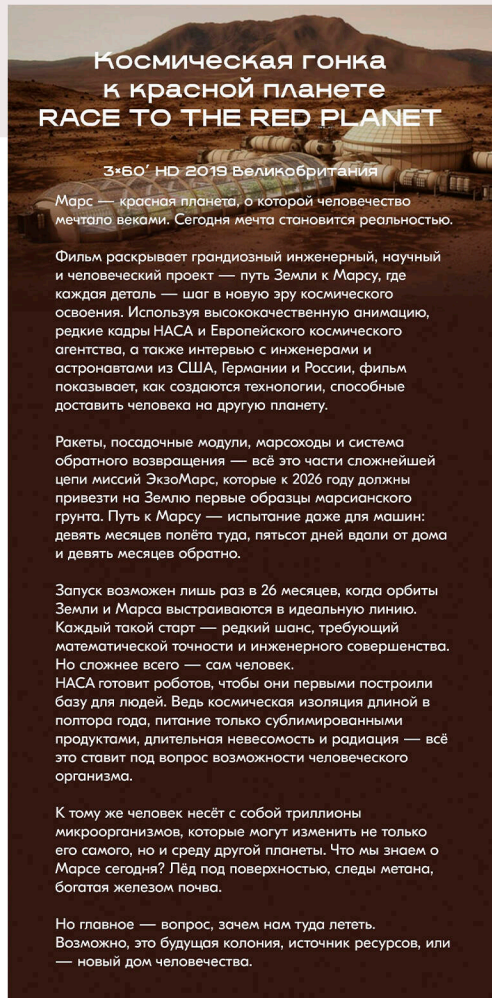 Космическая гонка
к красной планете
RACE TO THE RED PLANET
3×60′ HD 2019 Великобритания
Марс — красная планета, о которой человечество
мечтало веками. Сегодня мечта становится реальностью.
Фильм раскрывает грандиозный инженерный, научный
и человеческий проект — путь Земли к Марсу, где
каждая деталь — шаг в новую эру космического
освоения. Используя высококачественную анимацию,
редкие кадры НАСА и Европейского космического
агентства, а также интервью с инженерами и
астронавтами из США, Германии и России, фильм
показывает, как создаются технологии, способные
доставить человека на другую планету.
Ракеты, посадочные модули, марсоходы и система
обратного возвращения — всё это части сложнейшей
цепи миссий ЭкзоМарс, которые к 2026 году должны
привезти на Землю первые образцы марсианского
грунта. Путь к Марсу — испытание даже для машин:
девять месяцев полёта туда, пятьсот дней вдали от дома
и девять месяцев обратно.
Запуск возможен лишь раз в 26 месяцев, когда орбиты
Земли и Марса выстраиваются в идеальную линию.
Каждый такой старт — редкий шанс, требующий
математической точности и инженерного совершенства.
Но сложнее всего — сам человек.
НАСА готовит роботов, чтобы они первыми построили
базу для людей. Ведь космическая изоляция длиной в
полтора года, питание только сублимированными
продуктами, длительная невесомость и радиация — всё
это ставит под вопрос возможности человеческого
организма.
К тому же человек несёт с собой триллионы
микроорганизмов, которые могут изменить не только
его самого, но и среду другой планеты. Что мы знаем о
Марсе сегодня? Лёд под поверхностью, следы метана,
богатая железом почва.
Но главное — вопрос, зачем нам туда лететь.
Возможно, это будущая колония, источник ресурсов, или
— новый дом человечества.